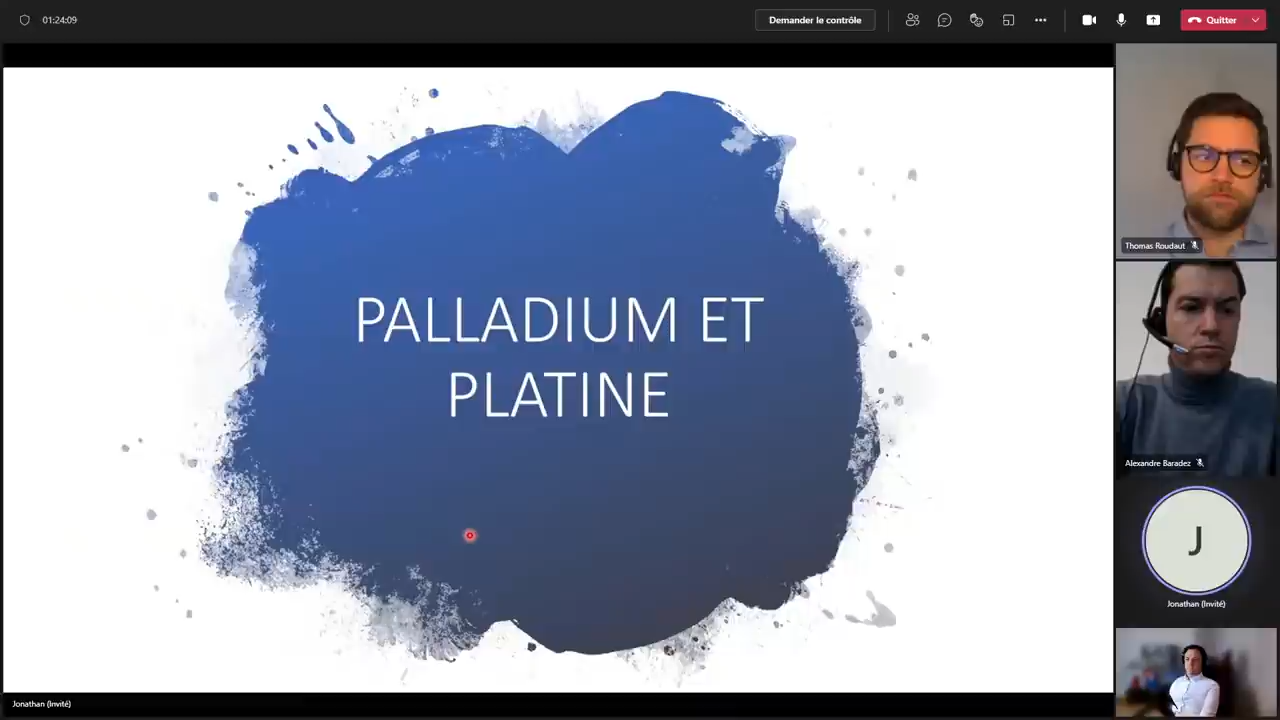 01:24:09
Demander le contrôle
Quitter
PALLADIUM ET
PLATINE
Thomas Roudaut
Alexandre Baradez
J
Jonathan (Invité)
Jonathan (Invité)